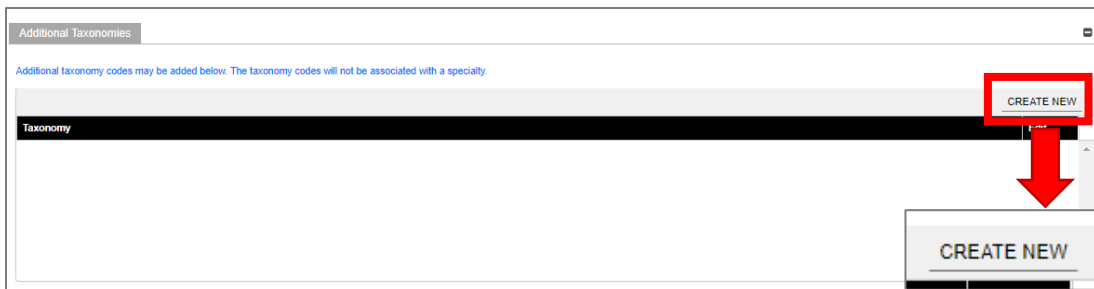 Additional Taxonomies
Additional taxonomy codes may be added below. The taxonomy codes will not be associated with a specialty.
CREATE NEW
Taxonomy
CREATE NEW